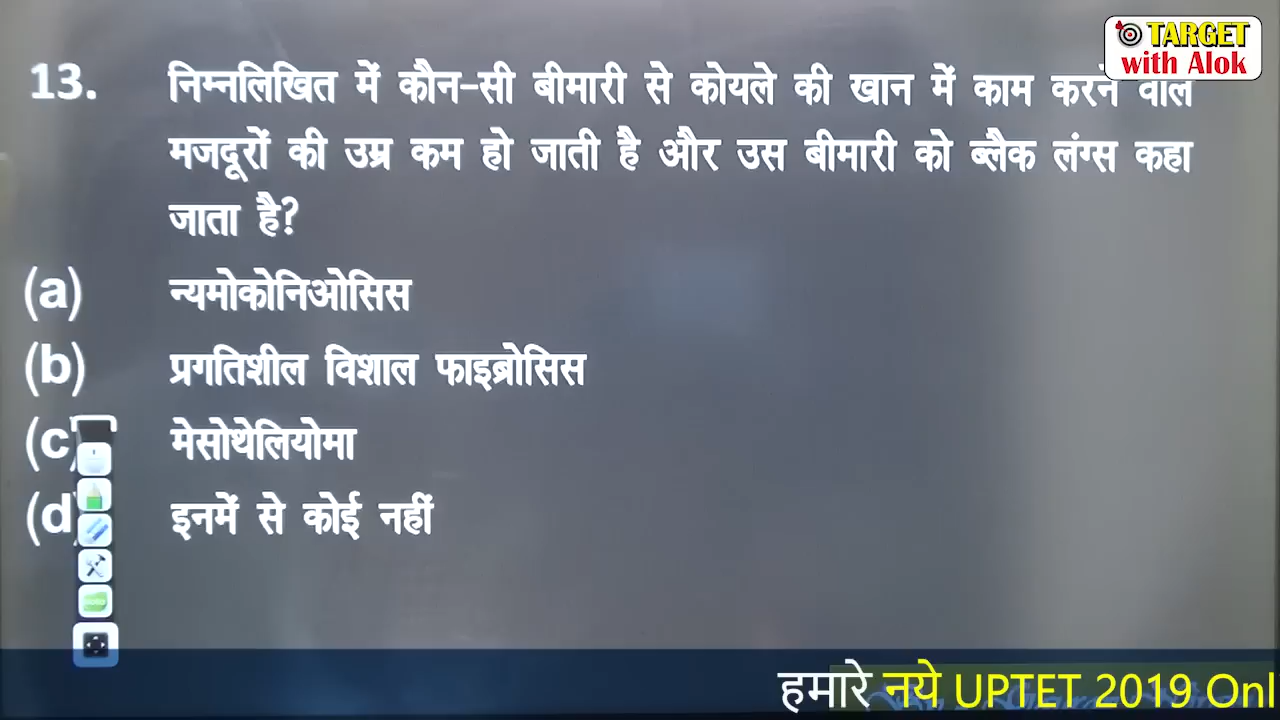 TARGET
with Alok
13. निम्नलिखित में कौन-सी बीमारी से कोयले की खान में काम करने वाले
मजदूरों की उम्र कम हो जाती है और उस बीमारी को ब्लैक लंग्स कहा
जाता है?
(a) न्यमोकोनिओसिस
(b) प्रगतिशील विशाल फाइब्रोसिस
(c) मेसोथेलियोमा
(d) इनमें से कोई नहीं
हमारे नये UPTET 2019 Onl